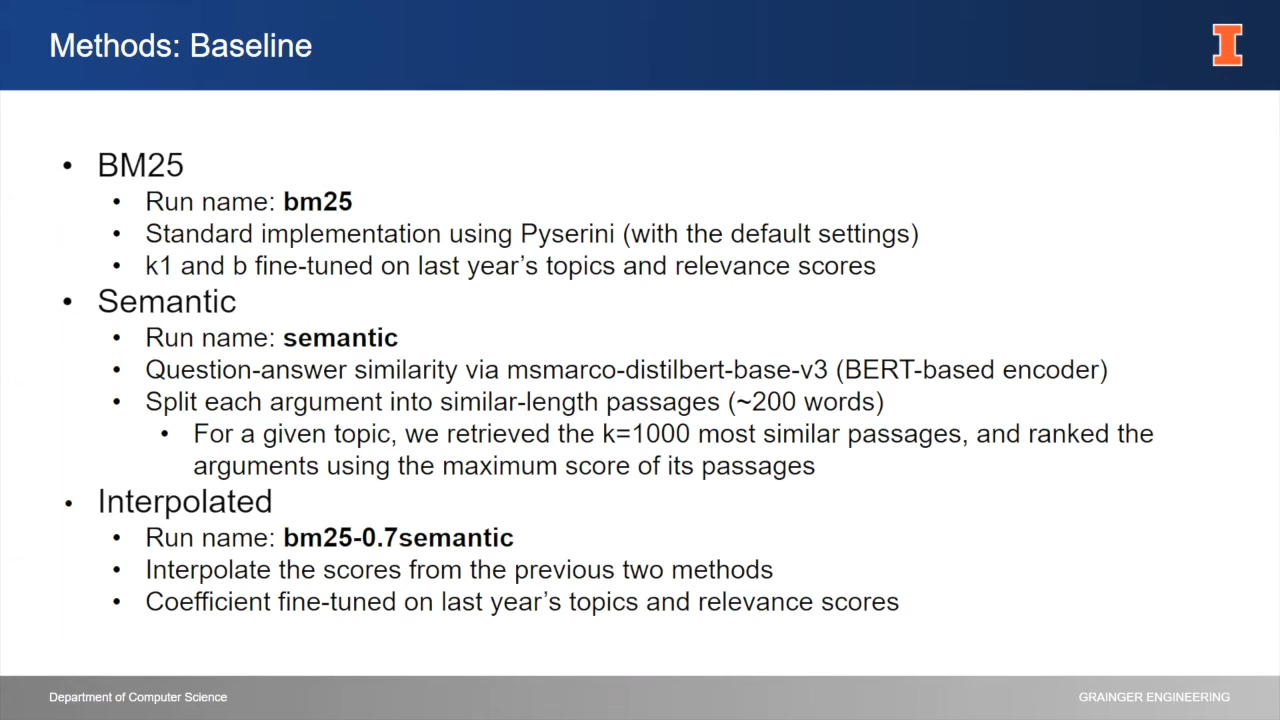 Methods: Baseline
• BM25
• Run name: bm25
• Standard implementation using Pyserini (with the default settings)
• k1 and b fine-tuned on last year’s topics and relevance scores
• Semantic
• Run name: semantic
• Question-answer similarity via msmarco-distilbert-base-v3 (BERT-based encoder)
• Split each argument into similar-length passages (~200 words)
• For a given topic, we retrieved the k=1000 most similar passages, and ranked the
arguments using the maximum score of its passages
• Interpolated
• Run name: bm25-0.7semantic
• Interpolate the scores from the previous two methods
• Coefficient fine-tuned on last year’s topics and relevance scores
Department of Computer Science
GRAINGER ENGINEERING